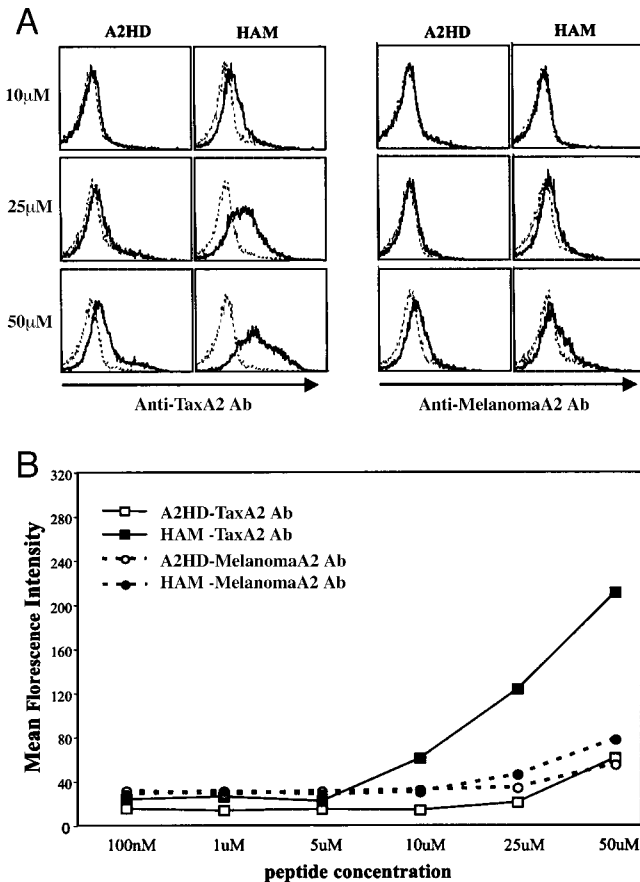 A
A2HD HAM A2HD HAM
10μM
25μM
50μM
Anti-TaxA2 Ab Anti-MelanomaA2 Ab
B
320
280
240
200
160
120
80
40
0
Mean Florescence Intensity
A2HD-TaxA2 Ab
HAM -TaxA2 Ab
A2HD-MelanomaA2 Ab
HAM -MelanomaA2 Ab
100nM 1uM 5uM 10uM 25uM 50uM
peptide concentration